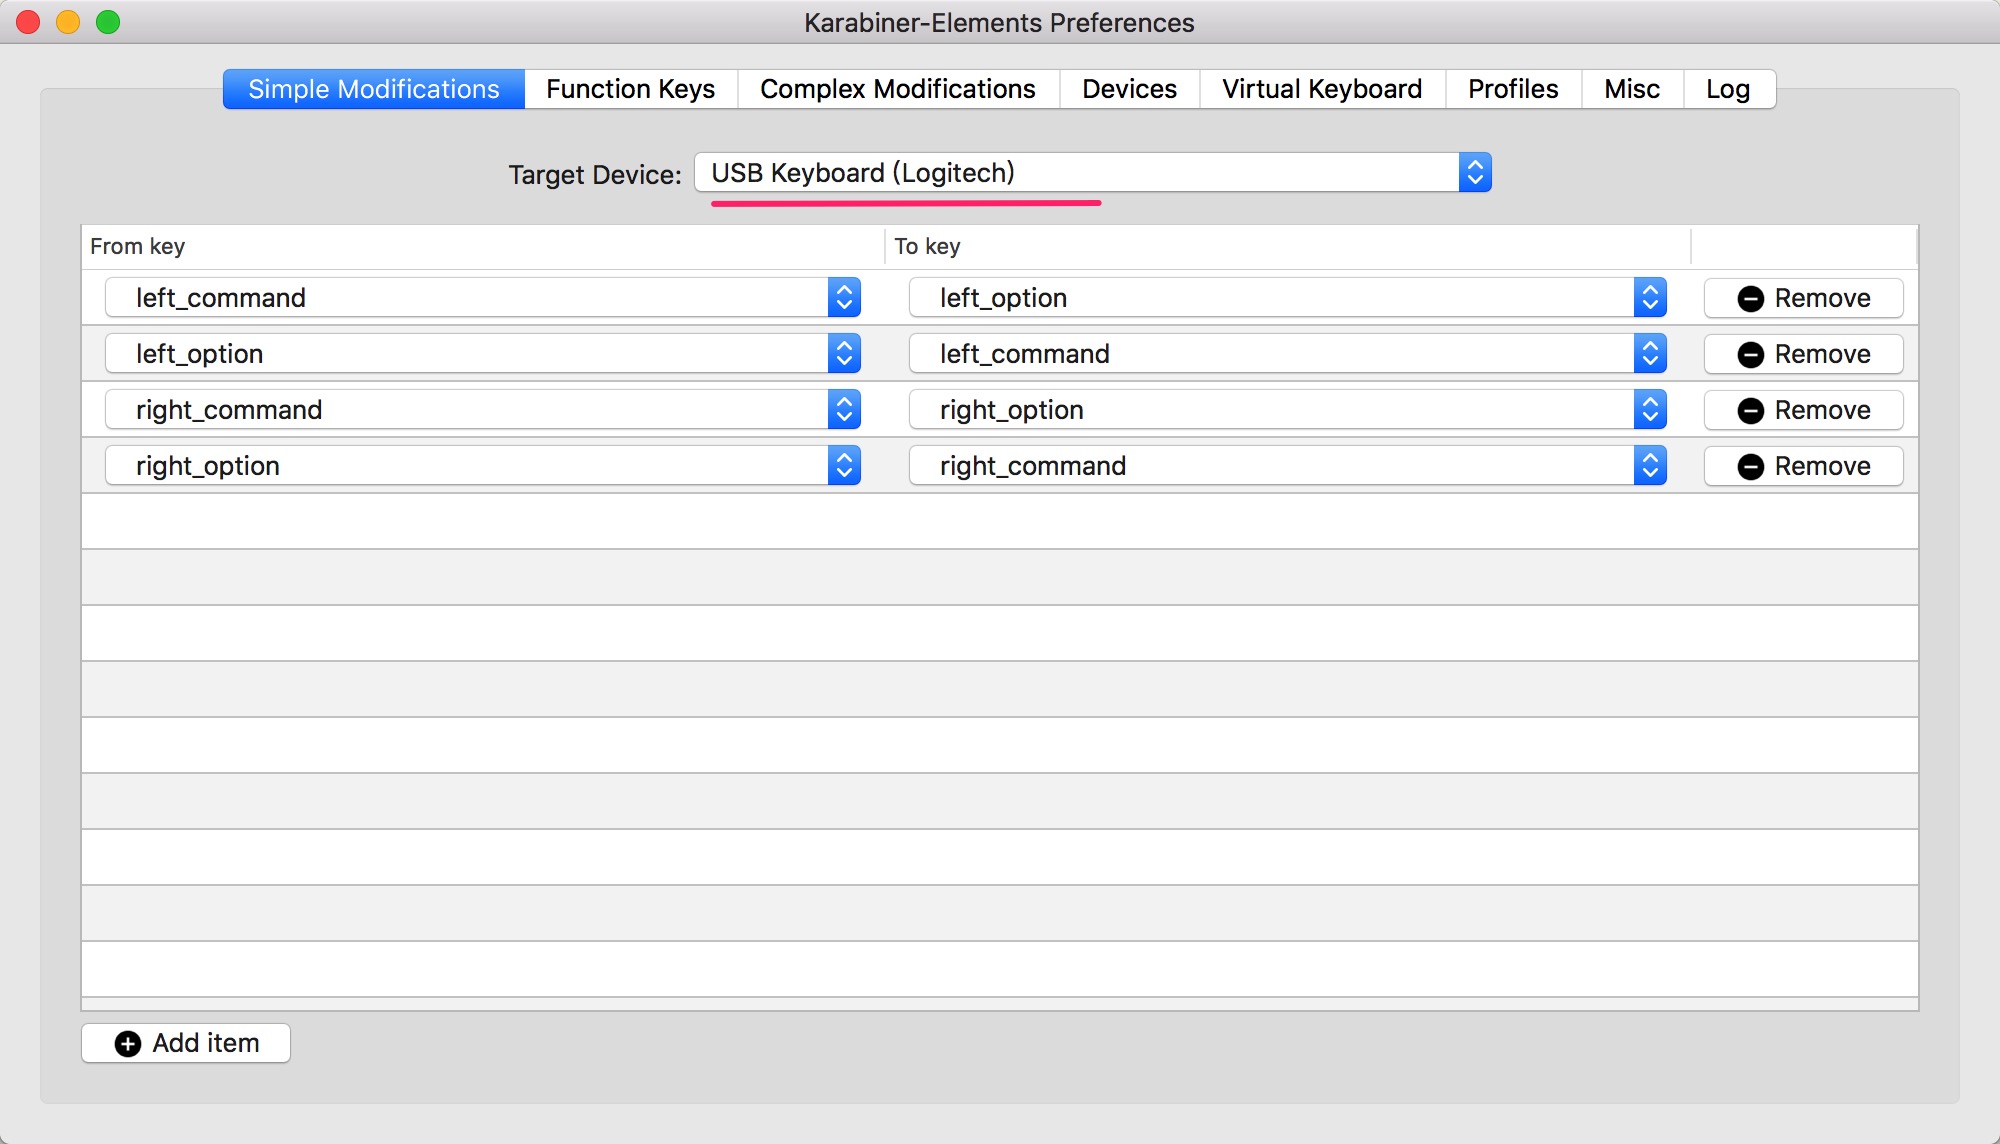 Karabiner-Elements Preferences
Simple Modifications Function Keys Complex Modifications Devices Virtual Keyboard Profiles Misc Log
Target Device: USB Keyboard (Logitech)
From key To key
left_command left_option Remove
left_option left_command Remove
right_command right_option Remove
right_option right_command Remove
Add item